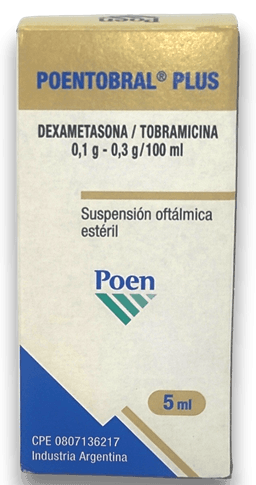 Poen
POENTOBRAL® PLUS
DEXAMETASONA / TOBRAMICINA
0,1 g - 0,3 g/100 ml
Suspensión oftálmica
estéril
Poen
5 ml
CPE 0807136217
Industria Argentina